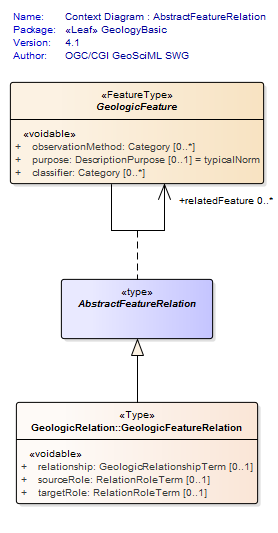 Name: Context Diagram : AbstractFeatureRelation
Package: «Leaf» GeologyBasic
Version: 4.1
Author: OGC/CGI GeoSciML SWG
«FeatureType»
GeologicFeature
«voidable»
+ observationMethod: Category [0..*]
+ purpose: DescriptionPurpose [0..1] = typicalNorm
+ classifier: Category [0..*]
+relatedFeature 0..*
«type»
AbstractFeatureRelation
«Type»
GeologicRelation::GeologicFeatureRelation
«voidable»
+ relationship: GeologicRelationshipTerm [0..1]
+ sourceRole: RelationRoleTerm [0..1]
+ targetRole: RelationRoleTerm [0..1]